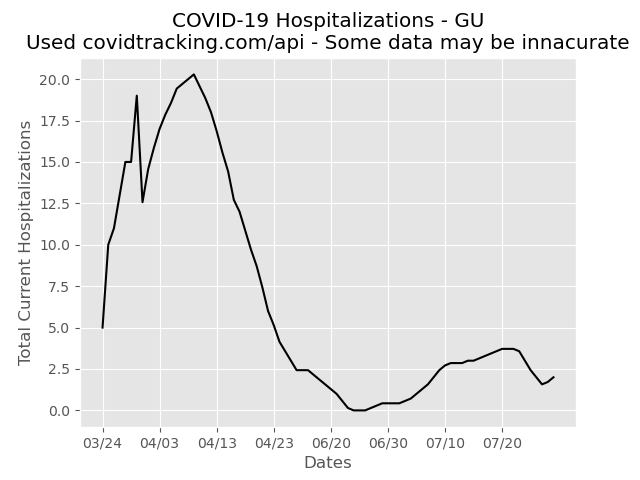 COVID-19 Hospitalizations - GU
Used covidtracking.com/api - Some data may be innacurate
20.0
17.5
15.0
12.5
10.0
7.5
5.0
2.5
0.0
Total Current Hospitalizations
03/24 04/03 04/13 04/23 06/20 06/30 07/10 07/20
Dates